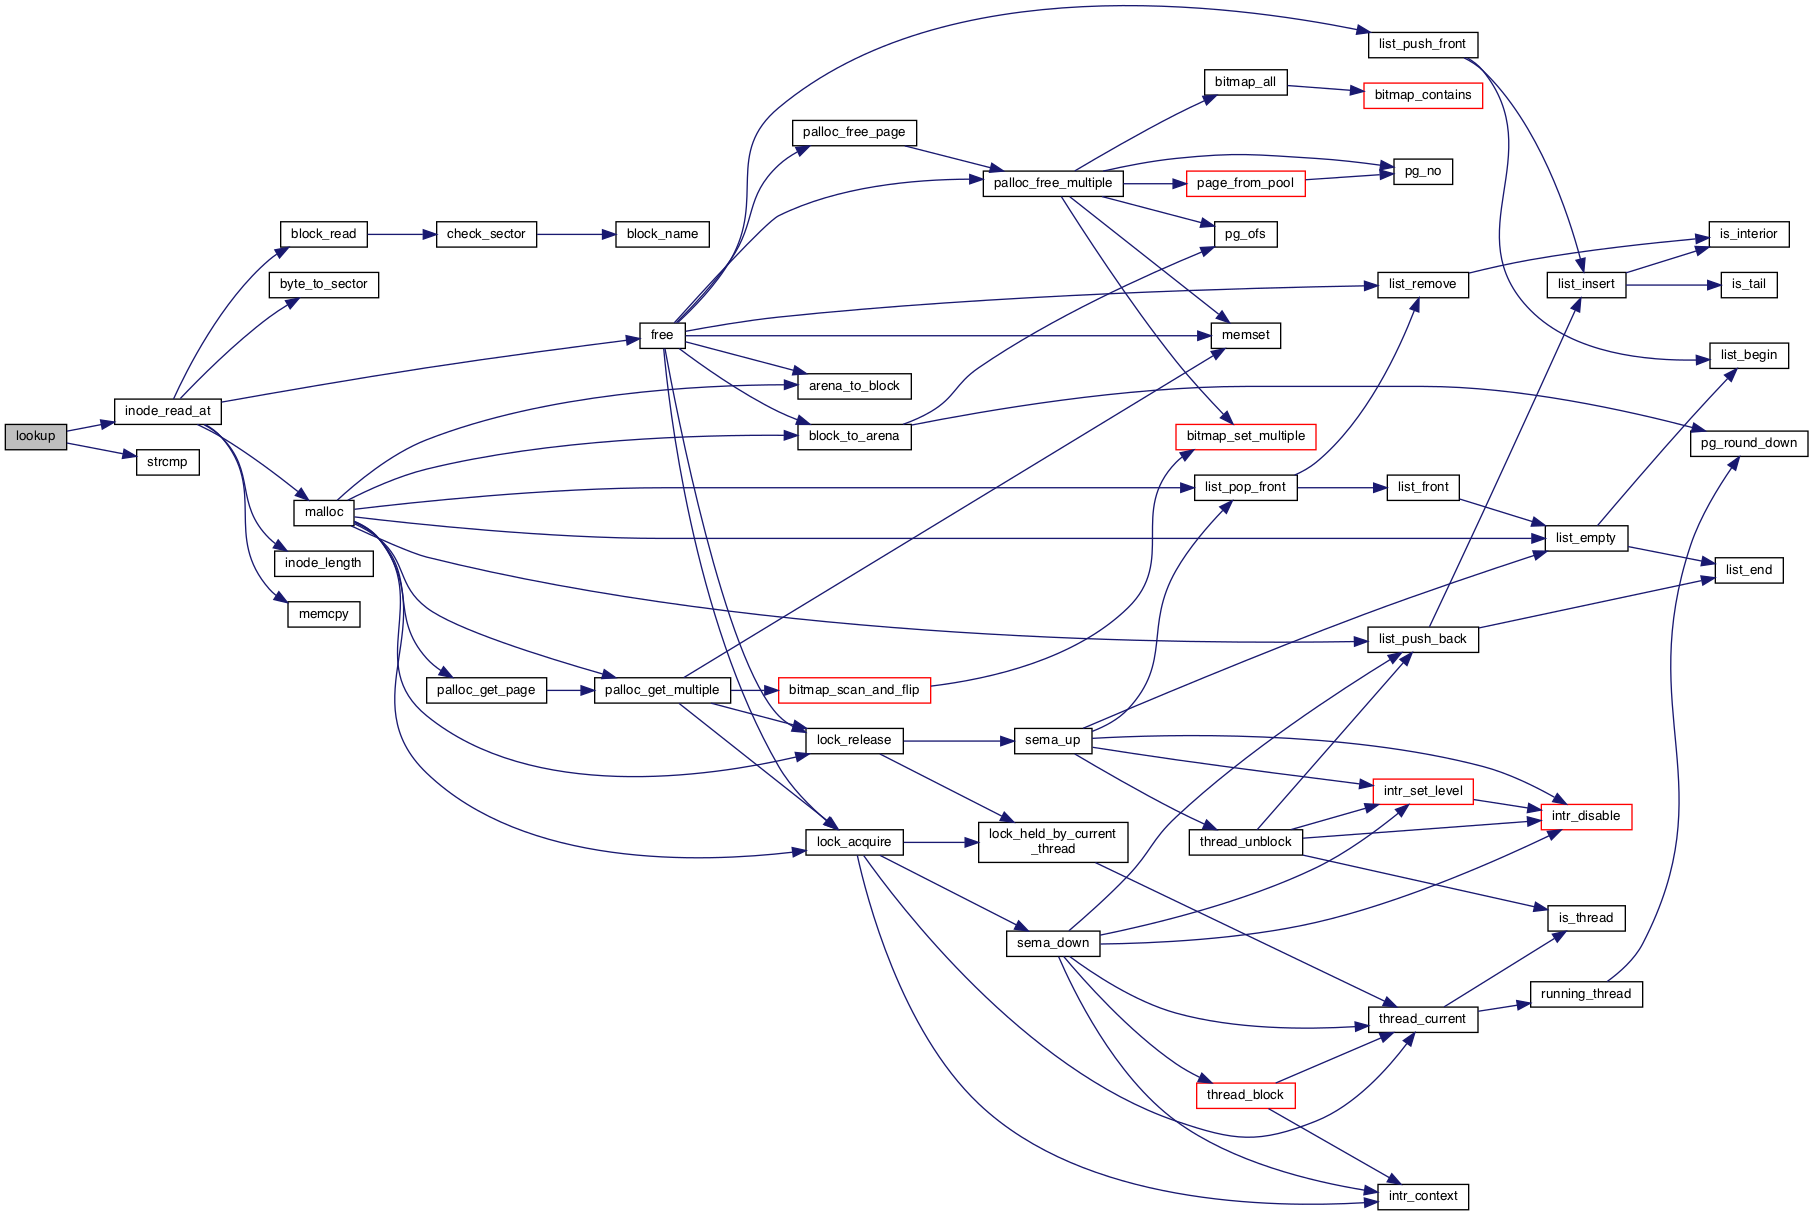 lookup
inode_read_at
strcmp
block_read
byte_to_sector
malloc
inode_length
memcpy
check_sector
palloc_get_page
block_name
free
palloc_get_multiple
palloc_free_page
arena_to_block
block_to_arena
bitmap_scan_and_flip
lock_release
lock_acquire
palloc_free_multiple
sema_up
lock_held_by_current
_thread
sema_down
bitmap_all
page_from_pool
pg_ofs
memset
bitmap_set_multiple
list_pop_front
thread_unblock
thread_block
list_push_front
bitmap_contains
pg_no
list_remove
list_front
list_push_back
intr_set_level
thread_current
intr_context
list_insert
list_empty
intr_disable
is_thread
running_thread
is_interior
is_tail
list_begin
pg_round_down
list_end